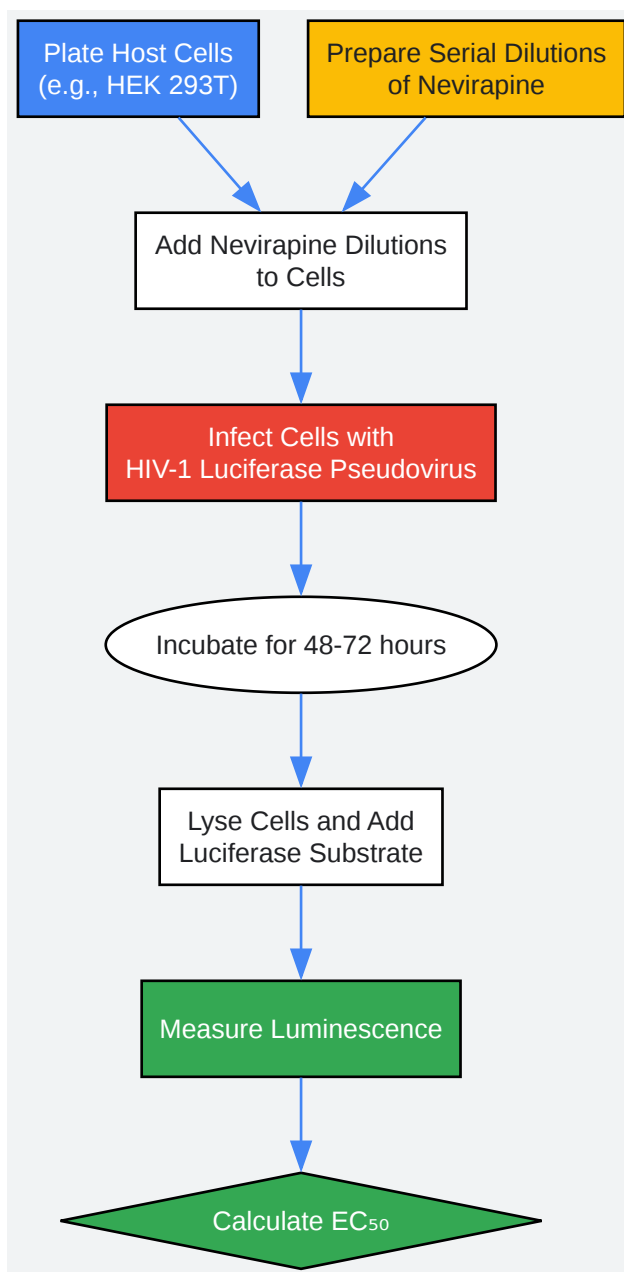 Plate Host Cells
(e.g., HEK 293T)
Prepare Serial Dilutions
of Nevirapine
Add Nevirapine Dilutions
to Cells
Infect Cells with
HIV-1 Luciferase Pseudovirus
Incubate for 48-72 hours
Lyse Cells and Add
Luciferase Substrate
Measure Luminescence
Calculate EC₅₀